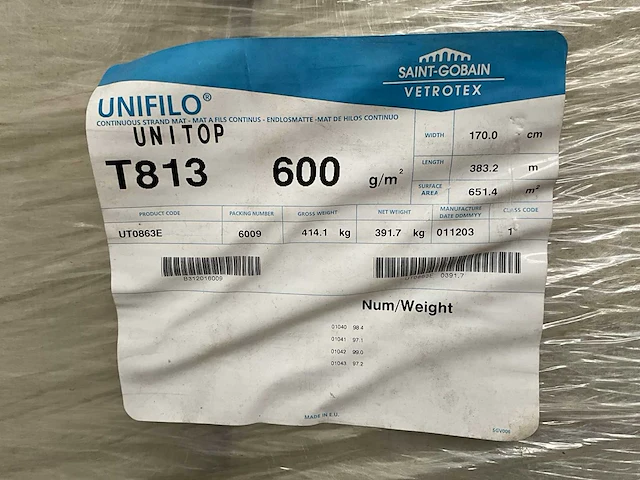 SAINT-GOBAIN
VETROTEX
UNIFILO®
CONTINUOUS STRAND MAT - MAT A FILS CONTINUS - ENDLOSMATTE - MAT DE HILOS CONTINUO
UNITOP
T813 600 g/m²
WIDTH 170.0 cm
LENGTH 383.2 m
SURFACE AREA 651.4 m²
PRODUCT CODE PACKING NUMBER GROSS WEIGHT NET WEIGHT MANUFACTURE DATE DDMMYY CLASS CODE
UT0863E 6009 414.1 kg 391.7 kg 011203 1
B312016009 0391.7
Num/Weight
01040 98.4
01041 97.1
01042 99.0
01043 97.2
MADE IN E.U.